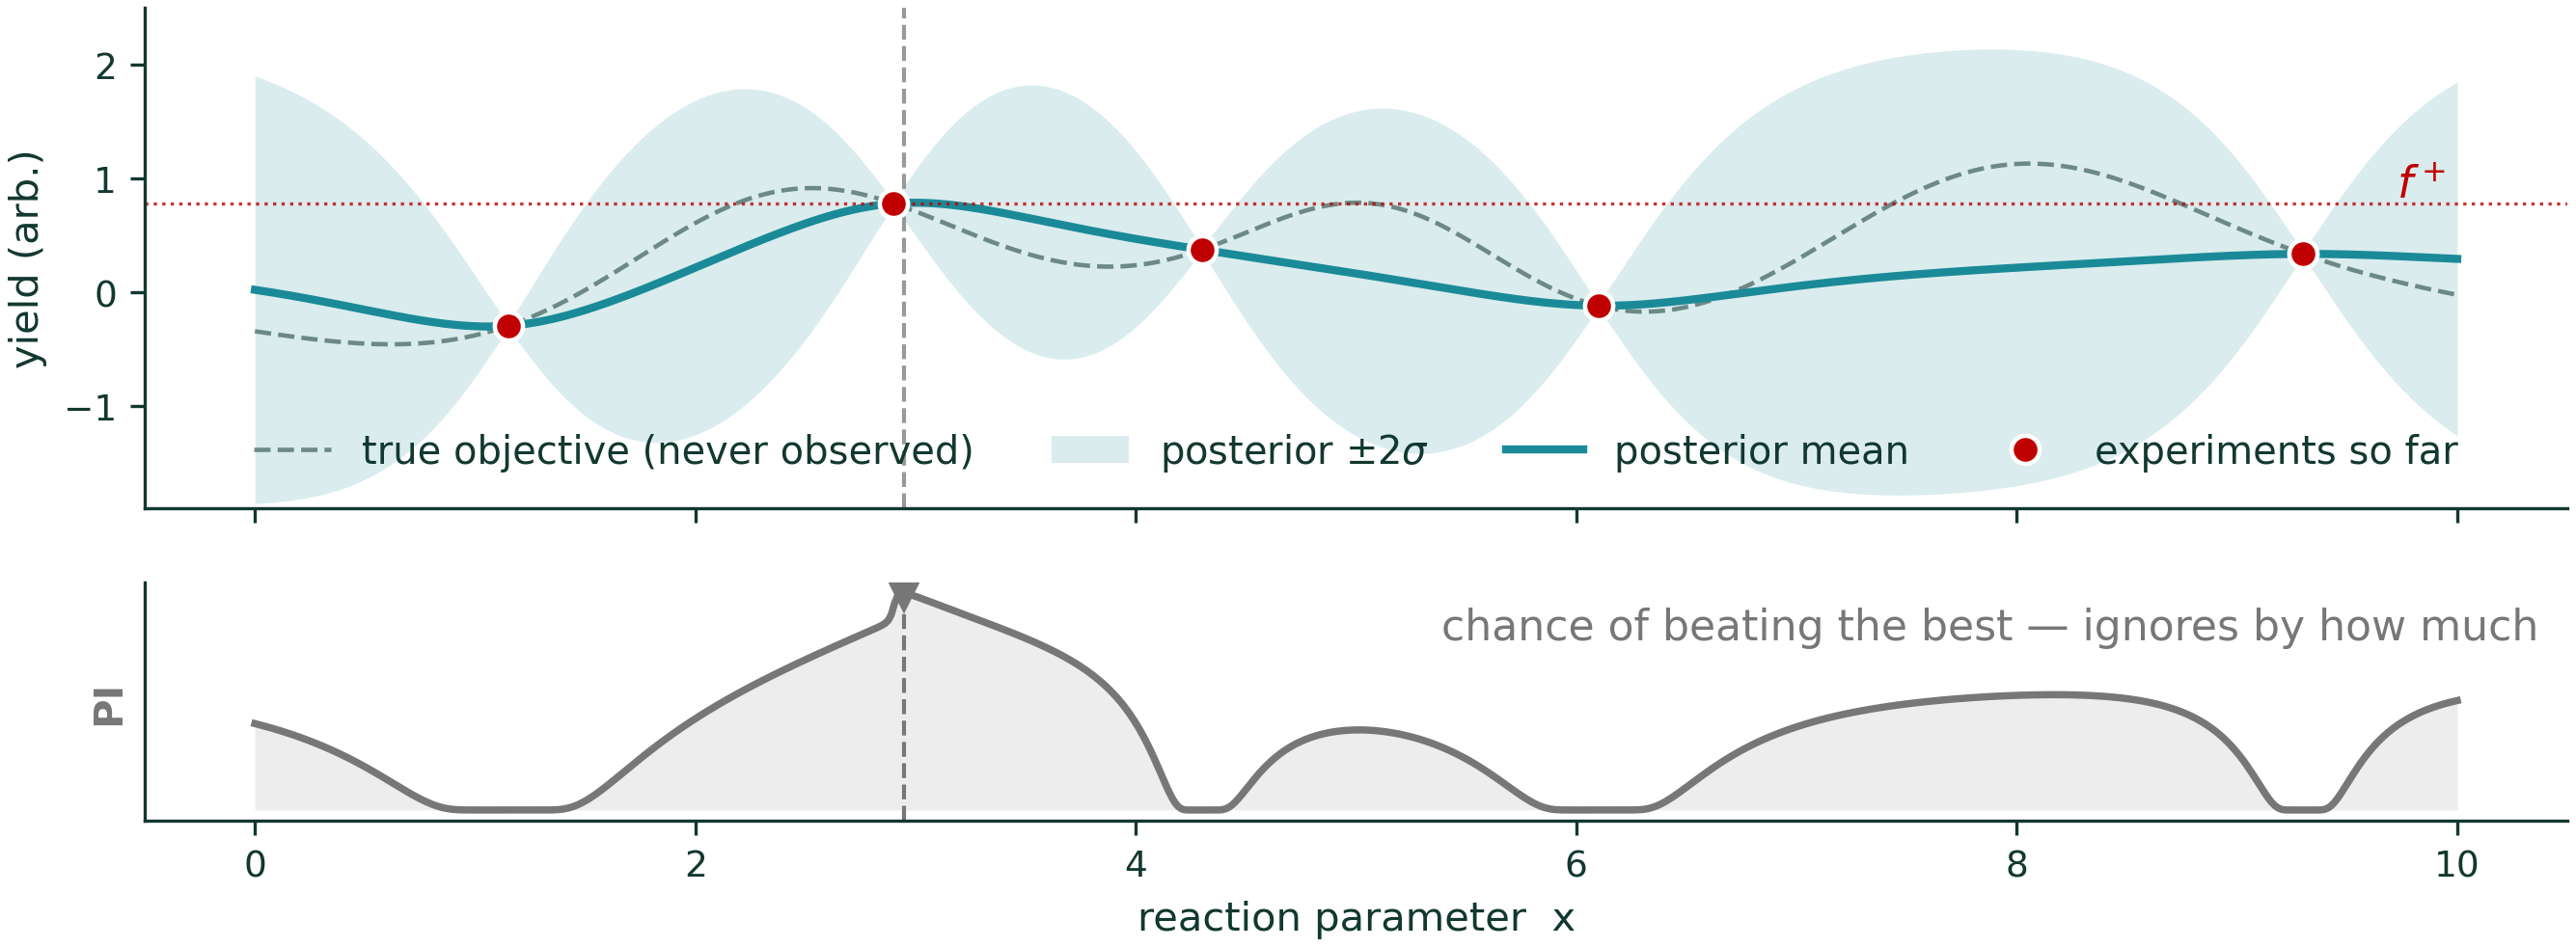 2
1
0
−1
yield (arb.)
f⁺
true objective (never observed)
posterior ±2σ
posterior mean
experiments so far
PI
chance of beating the best — ignores by how much
0
2
4
6
8
10
reaction parameter x